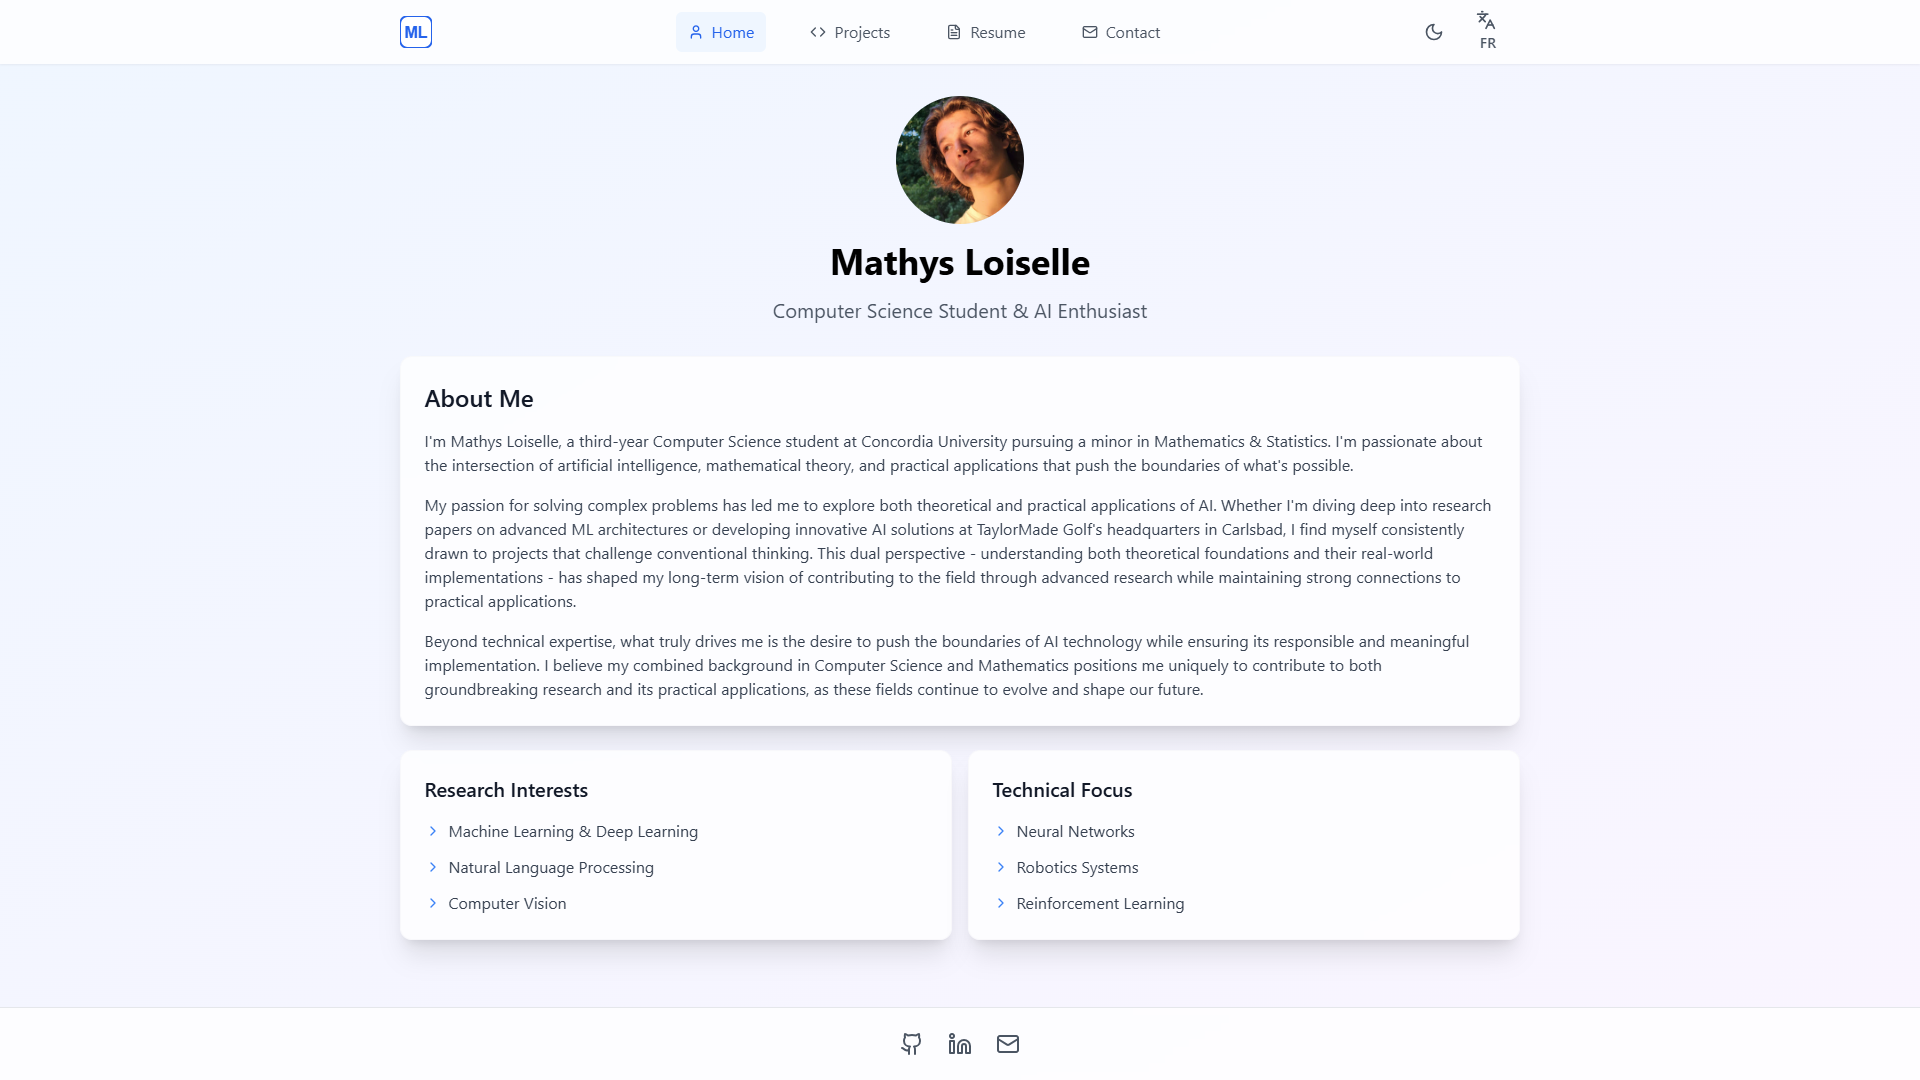 ML
Home
Projects
Resume
Contact
FR
Mathys Loiselle
Computer Science Student & AI Enthusiast
About Me
I'm Mathys Loiselle, a third-year Computer Science student at Concordia University pursuing a minor in Mathematics & Statistics. I'm passionate about
the intersection of artificial intelligence, mathematical theory, and practical applications that push the boundaries of what's possible.
My passion for solving complex problems has led me to explore both theoretical and practical applications of AI. Whether I'm diving deep into research
papers on advanced ML architectures or developing innovative AI solutions at TaylorMade Golf's headquarters in Carlsbad, I find myself consistently
drawn to projects that challenge conventional thinking. This dual perspective - understanding both theoretical foundations and their real-world
implementations - has shaped my long-term vision of contributing to the field through advanced research while maintaining strong connections to
practical applications.
Beyond technical expertise, what truly drives me is the desire to push the boundaries of AI technology while ensuring its responsible and meaningful
implementation. I believe my combined background in Computer Science and Mathematics positions me uniquely to contribute to both
groundbreaking research and its practical applications, as these fields continue to evolve and shape our future.
Research Interests
Machine Learning & Deep Learning
Natural Language Processing
Computer Vision
Technical Focus
Neural Networks
Robotics Systems
Reinforcement Learning